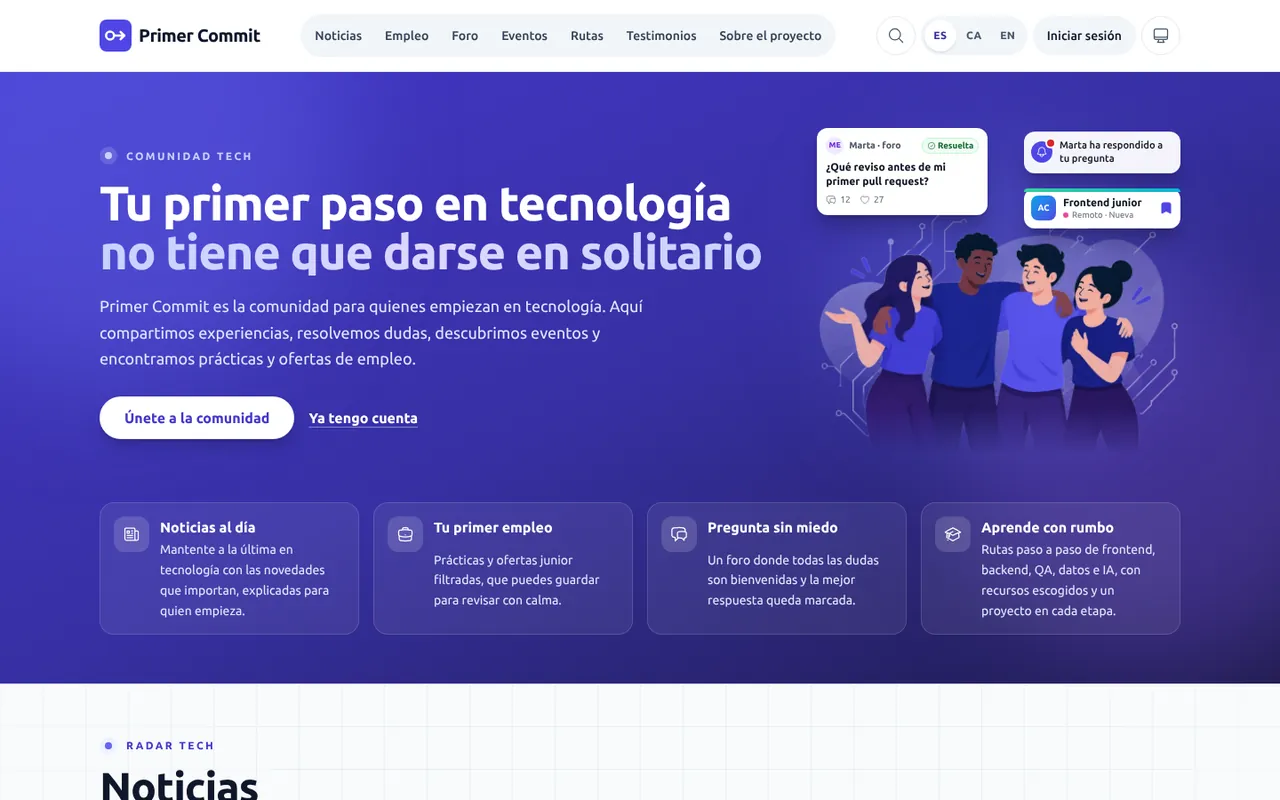 Primer Commit
Noticias
Empleo
Foro
Eventos
Rutas
Testimonios
Sobre el proyecto
ES
CA
EN
Iniciar sesión
COMUNIDAD TECH
Tu primer paso en tecnología
no tiene que darse en solitario
Primer Commit es la comunidad para quienes empiezan en tecnología. Aquí
compartimos experiencias, resolvemos dudas, descubrimos eventos y
encontramos prácticas y ofertas de empleo.
Únete a la comunidad
Ya tengo cuenta
ME
Marta · foro
Resuelta
¿Qué reviso antes de mi
primer pull request?
12
27
Marta ha respondido a
tu pregunta
AC
Frontend junior
Remoto · Nueva
Noticias al día
Mantente a la última en
tecnología con las novedades
que importan, explicadas para
quien empieza.
Tu primer empleo
Prácticas y ofertas junior
filtradas, que puedes guardar
para revisar con calma.
Pregunta sin miedo
Un foro donde todas las dudas
son bienvenidas y la mejor
respuesta queda marcada.
Aprende con rumbo
Rutas paso a paso de frontend,
backend, QA, datos e IA, con
recursos escogidos y un
proyecto en cada etapa.
RADAR TECH
Noticias